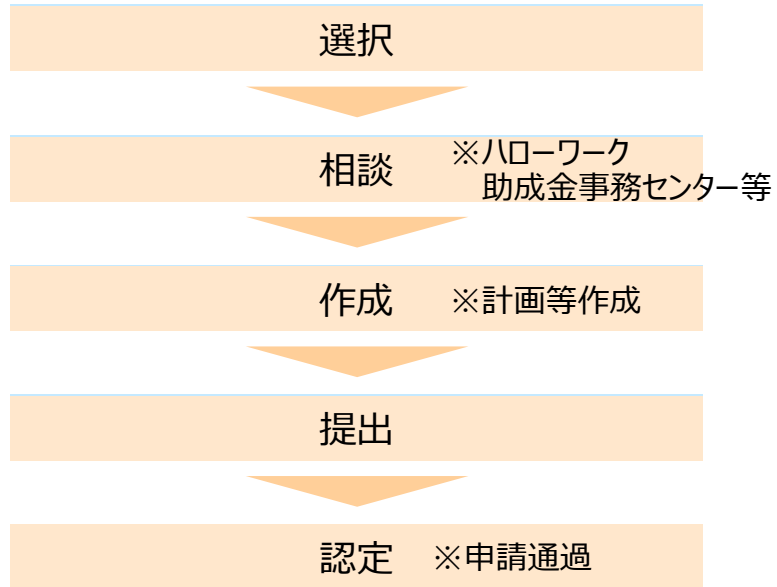 選択
相談
※ハローワーク
助成金事務センター等
作成 ※計画等作成
提出
認定 ※申請通過